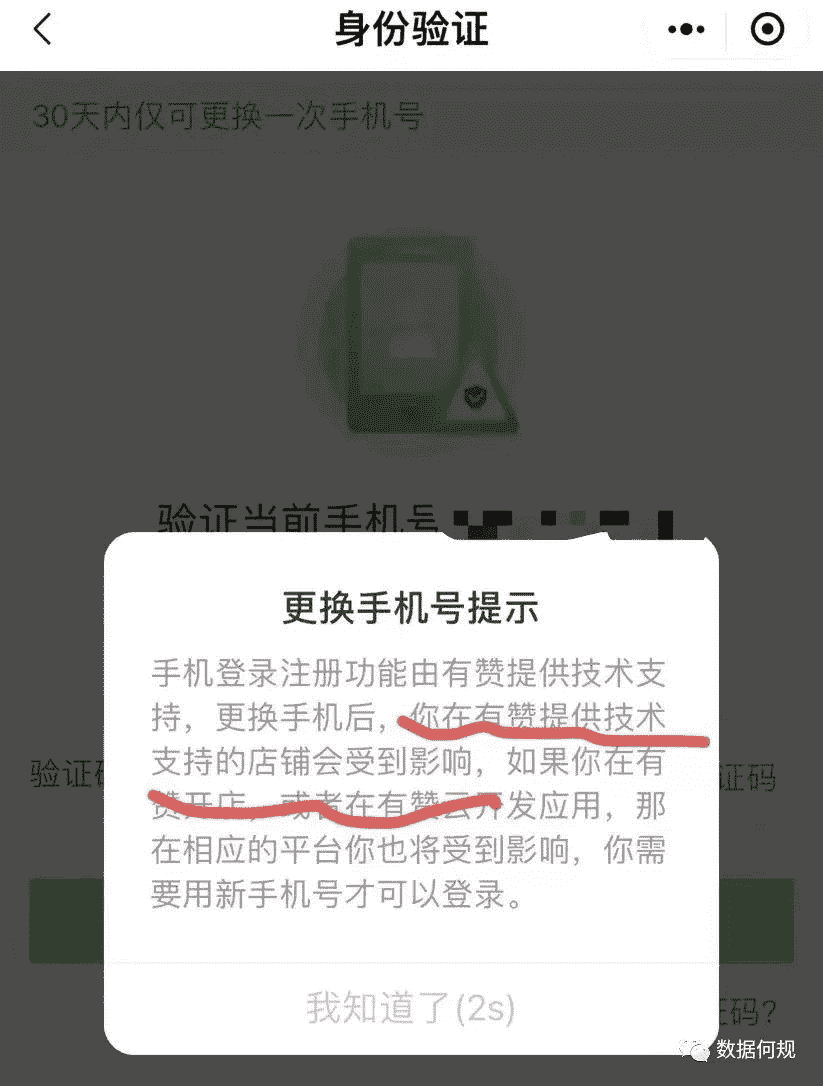 身份验证
30天内仅可更换一次手机号
验证当前手机号
更换手机号提示
手机登录注册功能由有赞提供技术支
持，更换手机后，你在有赞提供技术
支持的店铺会受到影响，如果你在有
赞开店，或者在有赞云开发应用，那
在相应的平台你也将受到影响，你需
要用新手机号才可以登录。
验证
证码
我知道了(2s)
码?
数据何规